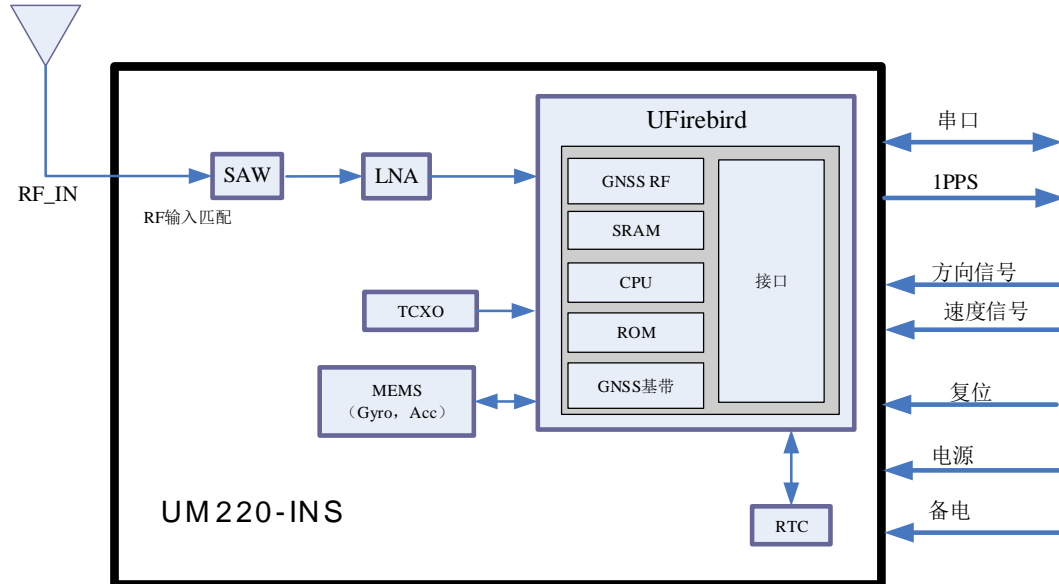 RF_IN
SAW
RF输入匹配
LNA
TCXO
MEMS
（Gyro，Acc）
UM220-INS
UFirebird
GNSS RF
SRAM
CPU
ROM
GNSS基带
接口
RTC
串口
1PPS
方向信号
速度信号
复位
电源
备电